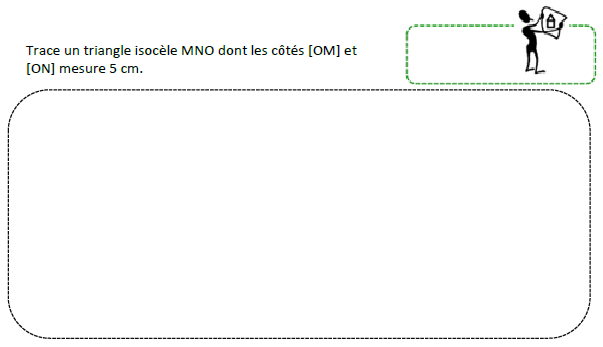 Trace un triangle isocèle MNO dont les côtés [OM] et
[ON] mesure 5 cm.